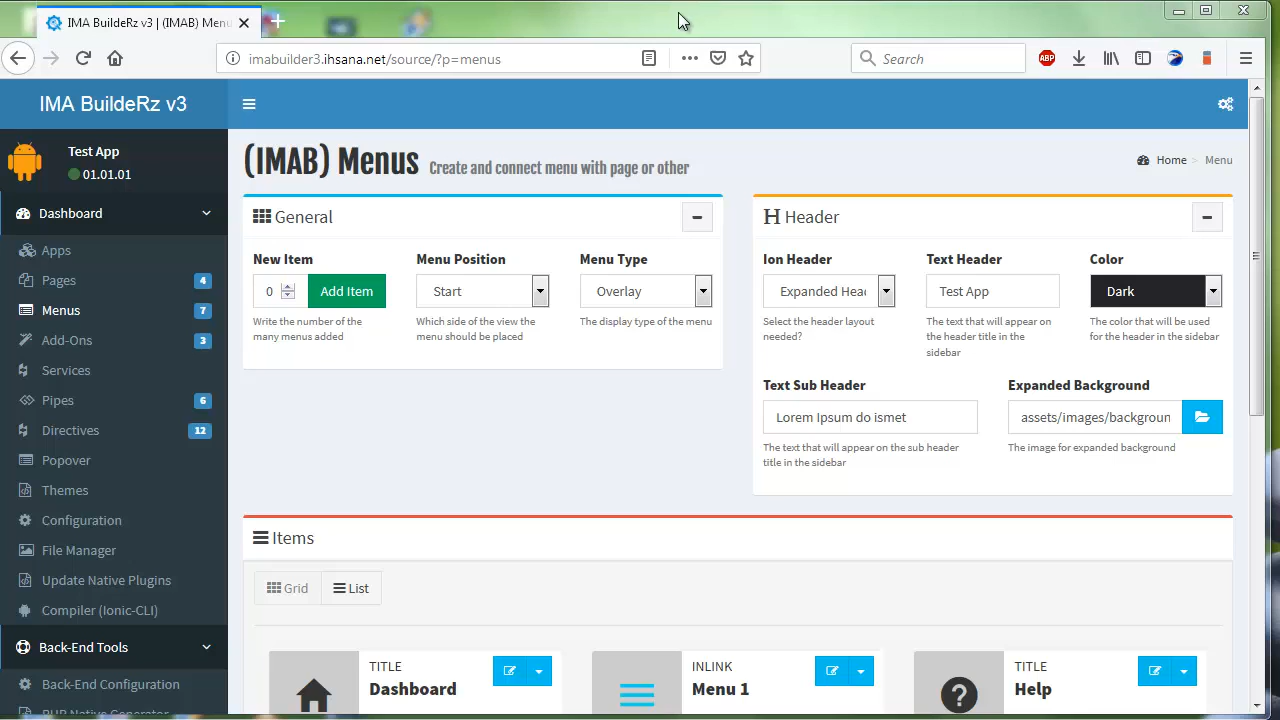 IMA BuildeRz v3 | (IMAB) Menu
imabuilder3.ihsana.net/source/?p=menus
Search
ABP
IMA BuildeRz v3
Test App
01.01.01
Dashboard
Apps
Pages 4
Menus 7
Add-Ons 3
Services
Pipes 6
Directives 12
Popover
Themes
Configuration
File Manager
Update Native Plugins
Compiler (Ionic-CLI)
Back-End Tools
Back-End Configuration
PHP Native Generator
(IMAB) Menus Create and connect menu with page or other
Home > Menu
General
New Item
0 Add Item
Write the number of the
many menus added
Menu Position
Start
Which side of the view the
menu should be placed
Menu Type
Overlay
The display type of the menu
H Header
Ion Header
Expanded Head
Select the header layout
needed?
Text Header
Test App
The text that will appear on
the header title in the
sidebar
Color
Dark
The color that will be used
for the header in the sidebar
Text Sub Header
Lorem Ipsum do ismet
The text that will appear on the sub header
title in the sidebar
Expanded Background
assets/images/backgroun
The image for expanded background
Items
Grid List
TITLE
Dashboard
INLINK
Menu 1
TITLE
Help